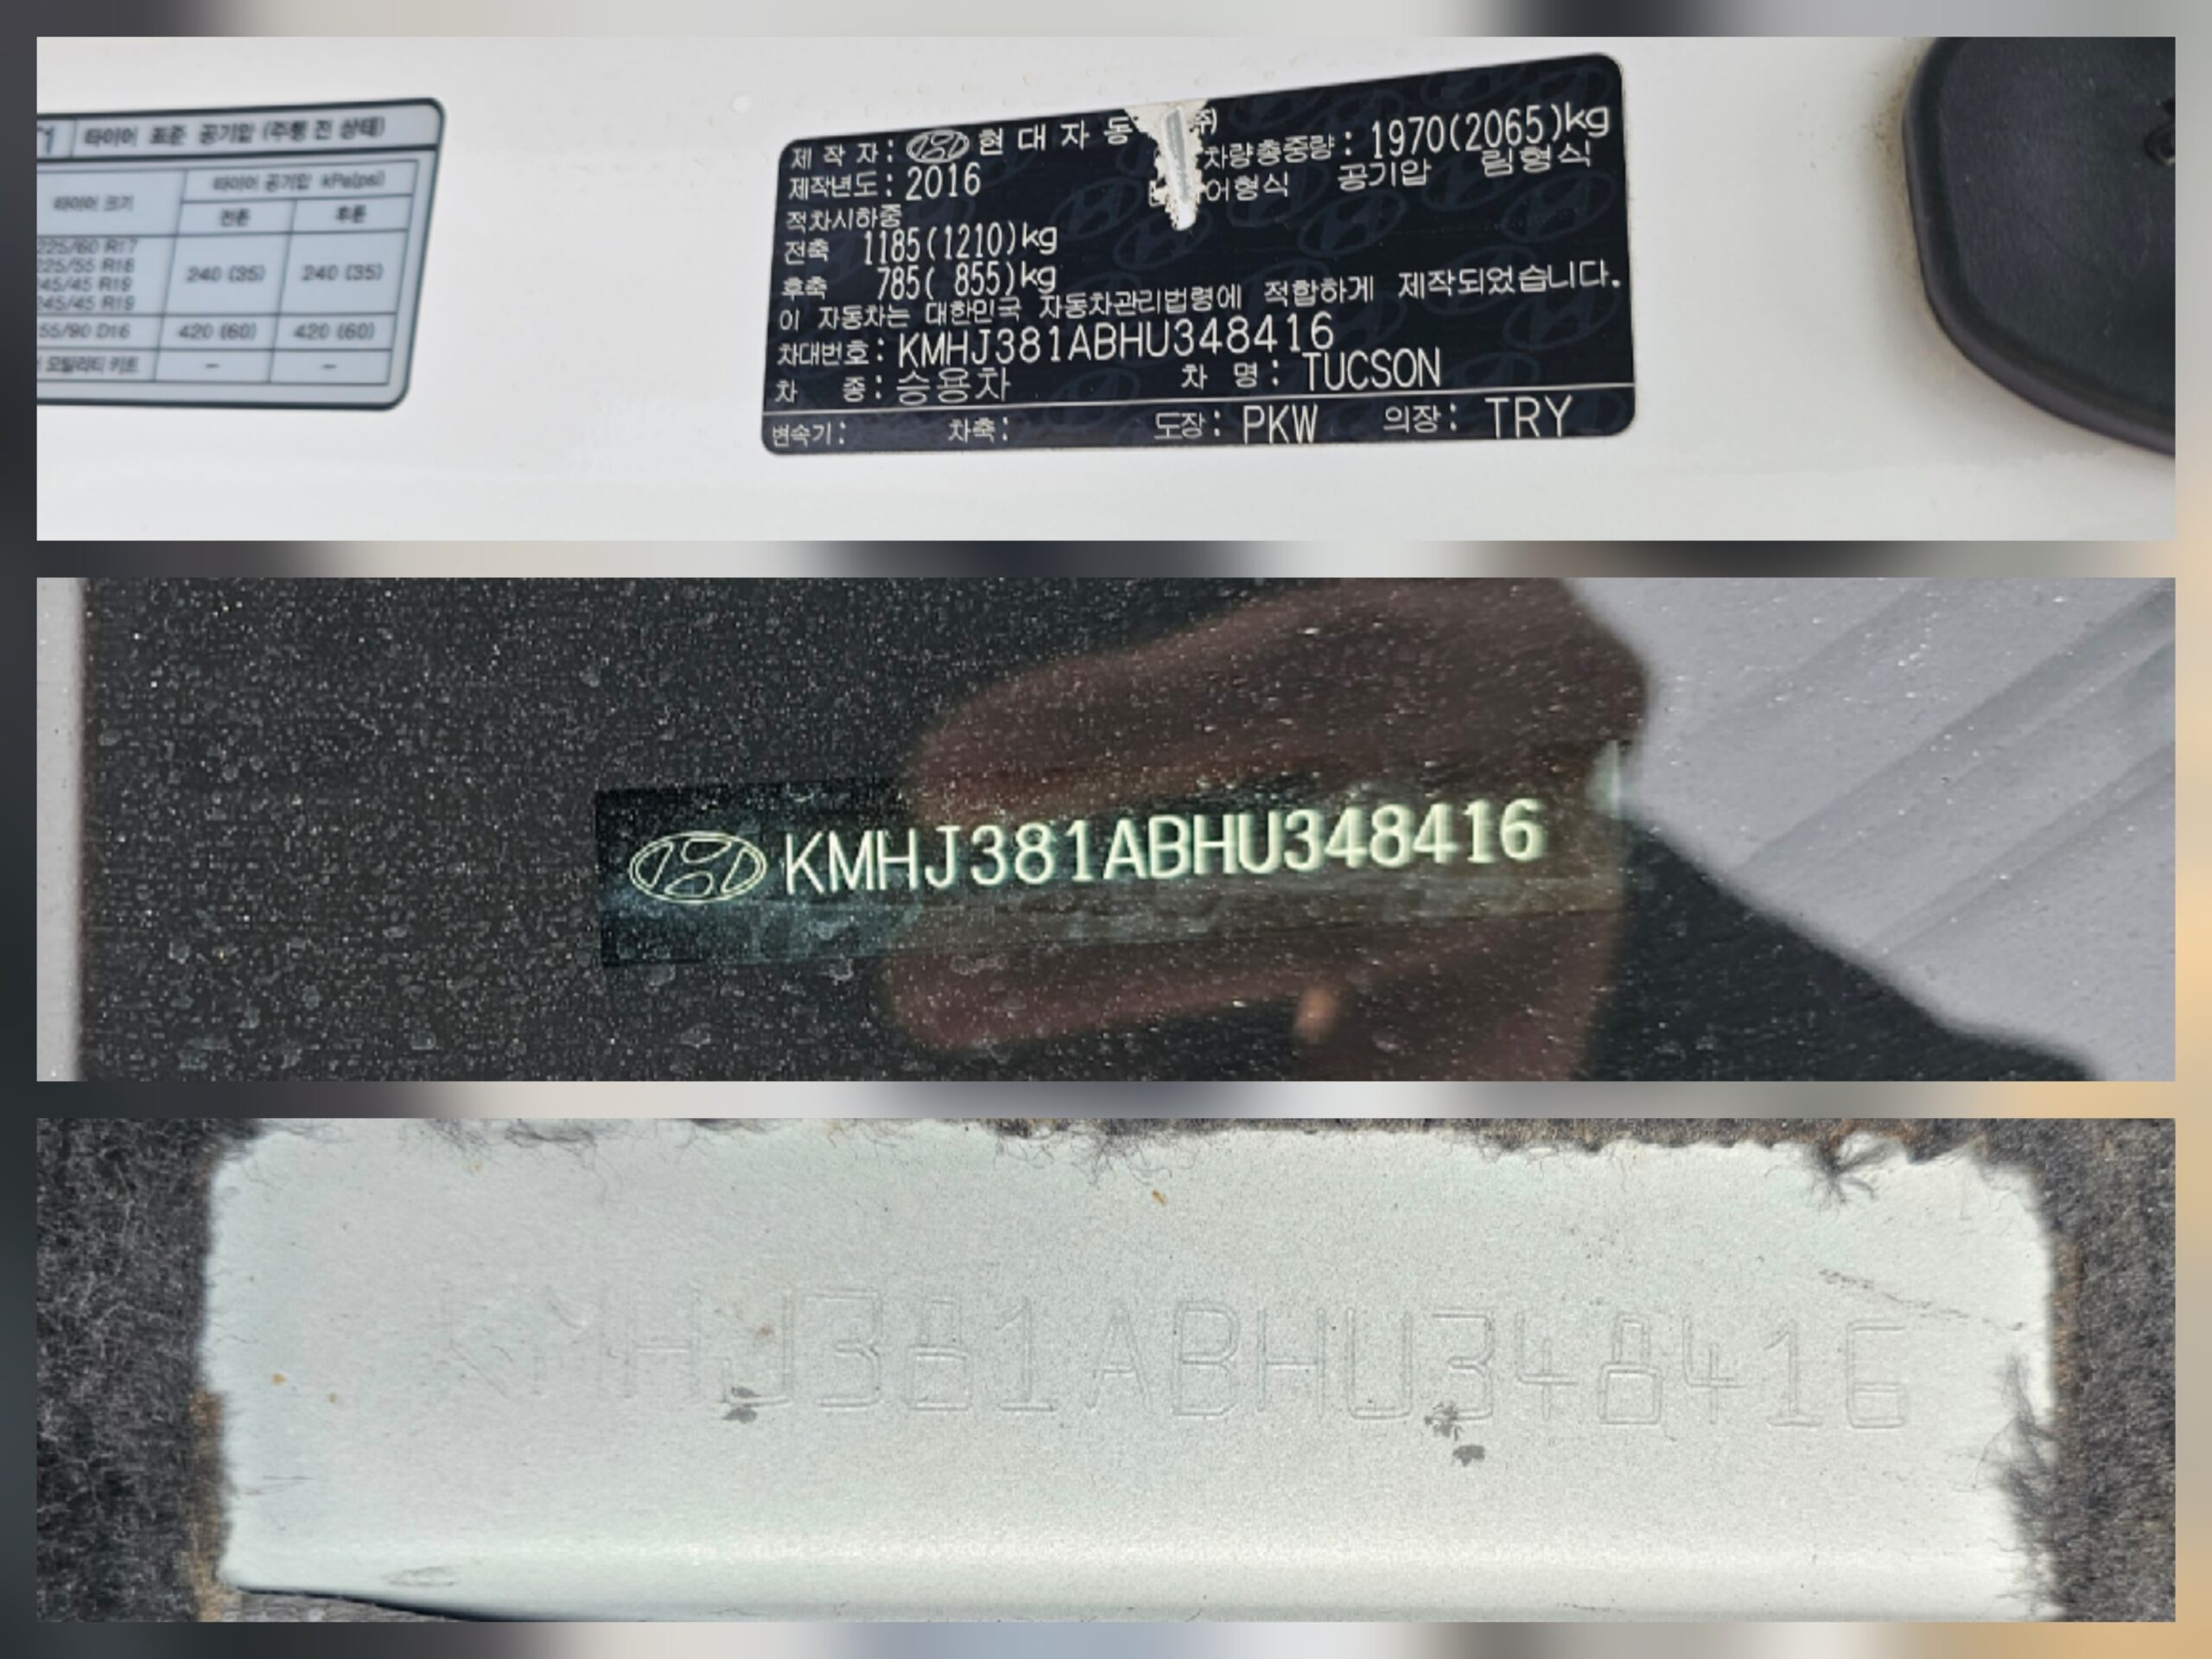 타이어 표준 공기압 (주행 전 상태)
타이어 크기
타이어 공기압 kPa(psi)
전륜
후륜
225/60 R17
225/55 R18
245/45 R19
245/45 R19
240 (35)
240 (35)
55/90 D16
420 (60)
420 (60)
모빌리티 키트
-
-
제 작 자: 현 대 자 동
제작년도: 2016
차량총중량: 1970(2065)kg
어형식 공기압 림형식
적차시하중
전축 1185(1210)kg
후축 785( 855)kg
이 자동차는 대한민국 자동차관리법령에 적합하게 제작되었습니다.
차대번호: KMHJ381ABHU348416
차 종: 승용차 차 명: TUCSON
변속기: 차축: 도장: PKW 의장: TRY
KMHJ381ABHU348416
KMHJ381ABHU348416